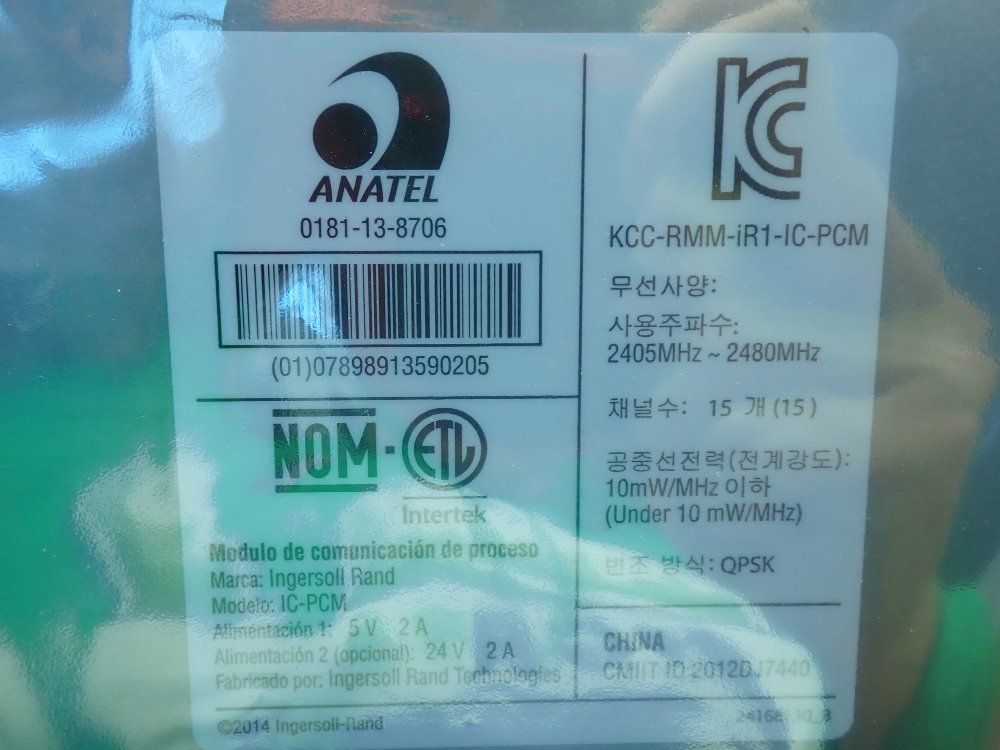 ANATEL
0181-13-8706
(01)07898913590205
NOM - ETL
Intertek
Modulo de comunicación de proceso
Marca: Ingersoll Rand
Modelo: IC-PCM
Alimentación 1: 5 V 2 A
Alimentación 2 (opcional): 24 V 2 A
Fabricado por: Ingersoll Rand Technologies
©2014 Ingersoll-Rand
KC
KCC-RMM-iR1-IC-PCM
무선사양:
사용주파수:
2405MHz ~ 2480MHz
채널수: 15 개 (15)
공중선전력(전계강도):
10mW/MHz 이하
(Under 10 mW/MHz)
변조 방식: QPSK
CHINA
CMIIT ID 2012DJ7440